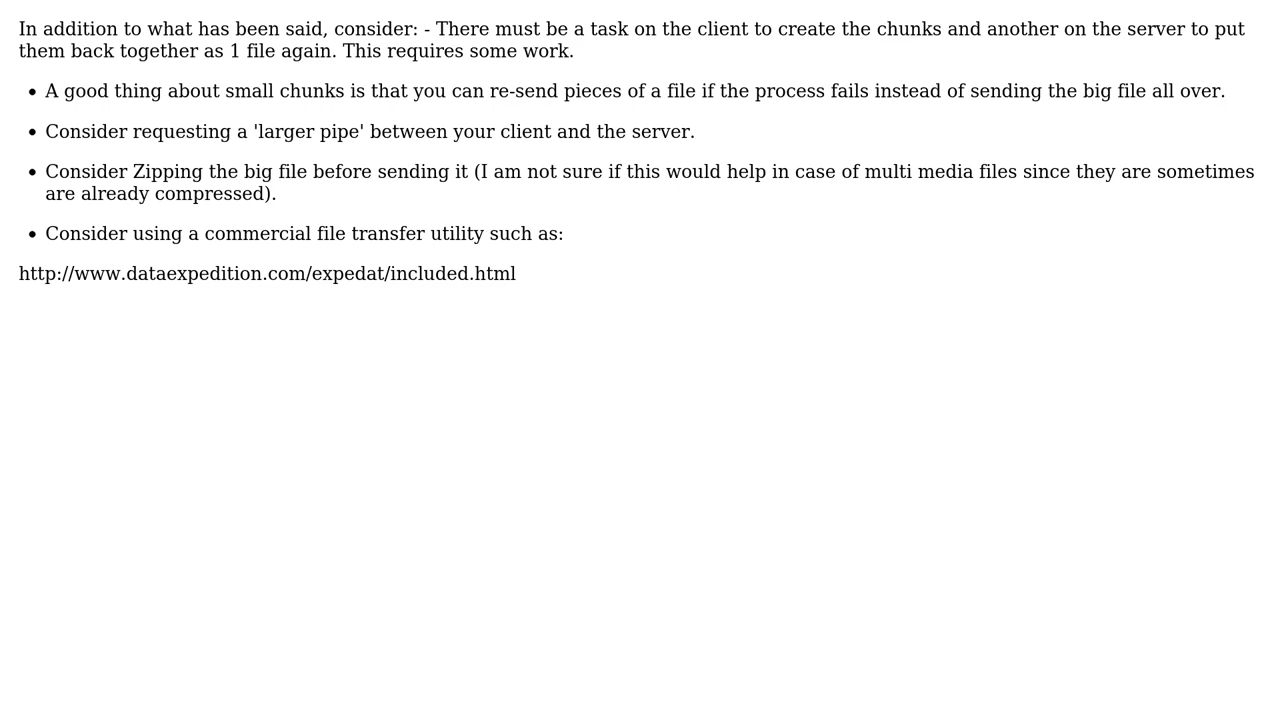 In addition to what has been said, consider: - There must be a task on the client to create the chunks and another on the server to put
them back together as 1 file again. This requires some work.
• A good thing about small chunks is that you can re-send pieces of a file if the process fails instead of sending the big file all over.
• Consider requesting a 'larger pipe' between your client and the server.
• Consider Zipping the big file before sending it (I am not sure if this would help in case of multi media files since they are sometimes
are already compressed).
• Consider using a commercial file transfer utility such as:
http://www.dataexpedition.com/expedat/included.html